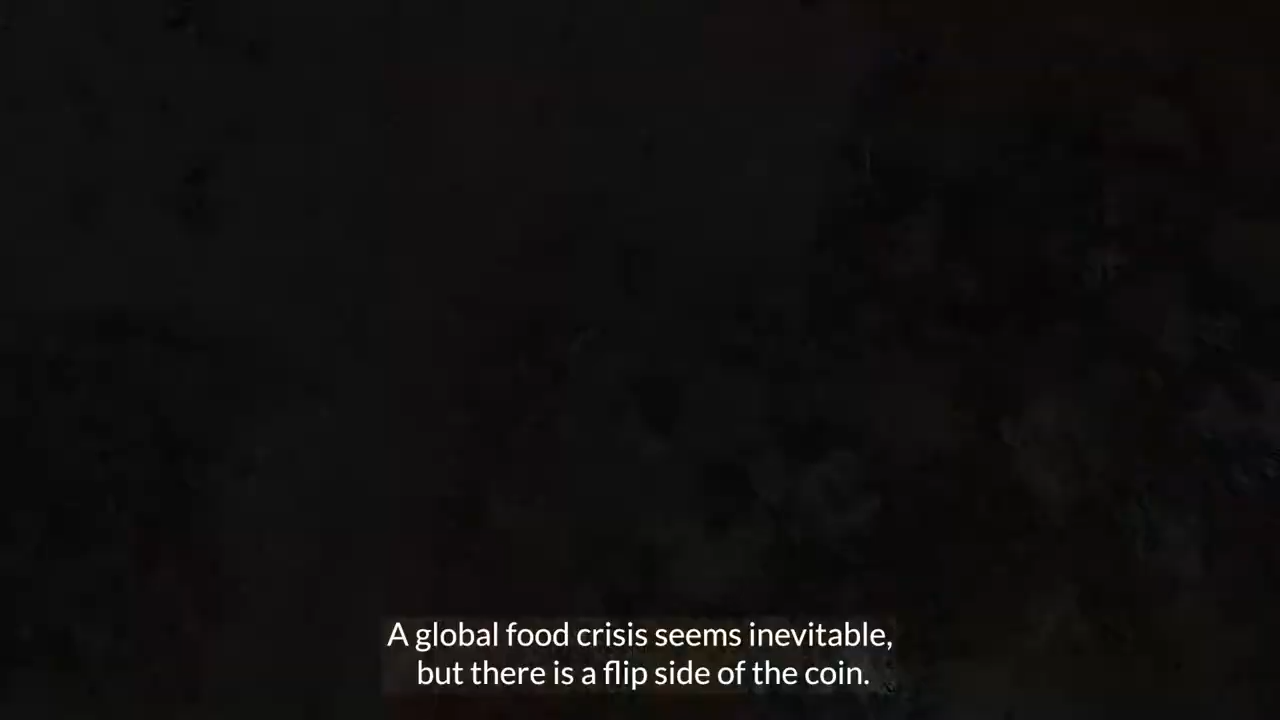 A global food crisis seems inevitable,
but there is a flip side of the coin.